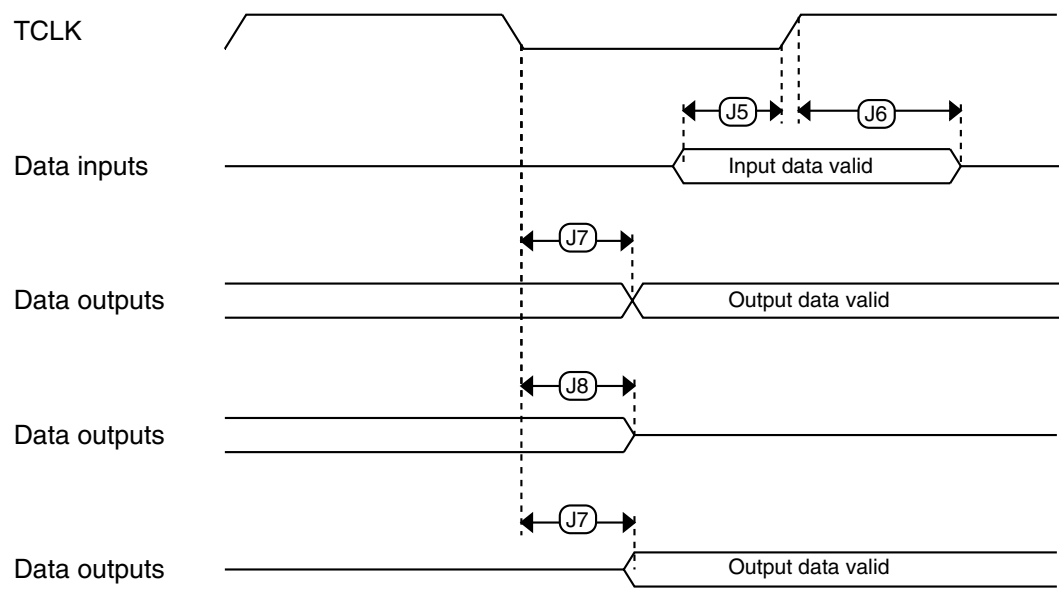 TCLK
J5
J6
Data inputs
Input data valid
J7
Data outputs
Output data valid
J8
Data outputs
J7
Data outputs
Output data valid